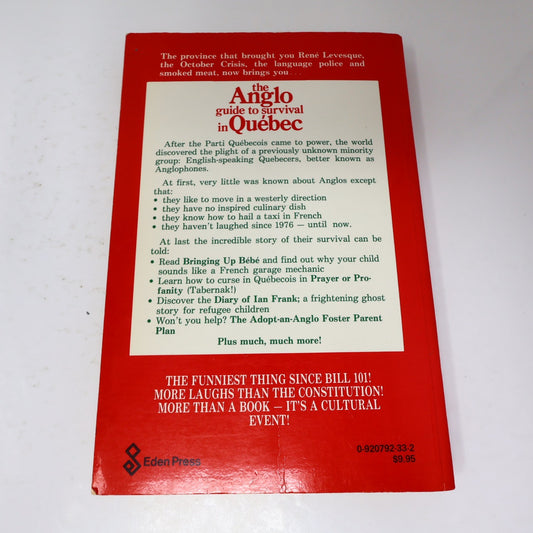 The province that brought you René Levesque,
the October Crisis, the language police and
smoked meat, now brings you...
the
Anglo
guide to survival
in Québec
After the Parti Québecois came to power, the world
discovered the plight of a previously unknown minority
group: English-speaking Quebecers, better known as
Anglophones.
At first, very little was known about Anglos except
that:
• they like to move in a westerly direction
• they have no inspired culinary dish
• they know how to hail a taxi in French
• they haven't laughed since 1976 — until now.
At last the incredible story of their survival can be
told:
• Read Bringing Up Bébé and find out why your child
sounds like a French garage mechanic
• Learn how to curse in Québecois in Prayer or Pro-
fanity (Tabernak!)
• Discover the Diary of Ian Frank; a frightening ghost
story for refugee children
• Won't you help? The Adopt-an-Anglo Foster Parent
Plan
Plus much, much more!
THE FUNNIEST THING SINCE BILL 101!
MORE LAUGHS THAN THE CONSTITUTION!
MORE THAN A BOOK — IT'S A CULTURAL
EVENT!
Eden Press
0-920792-33-2
$9.95